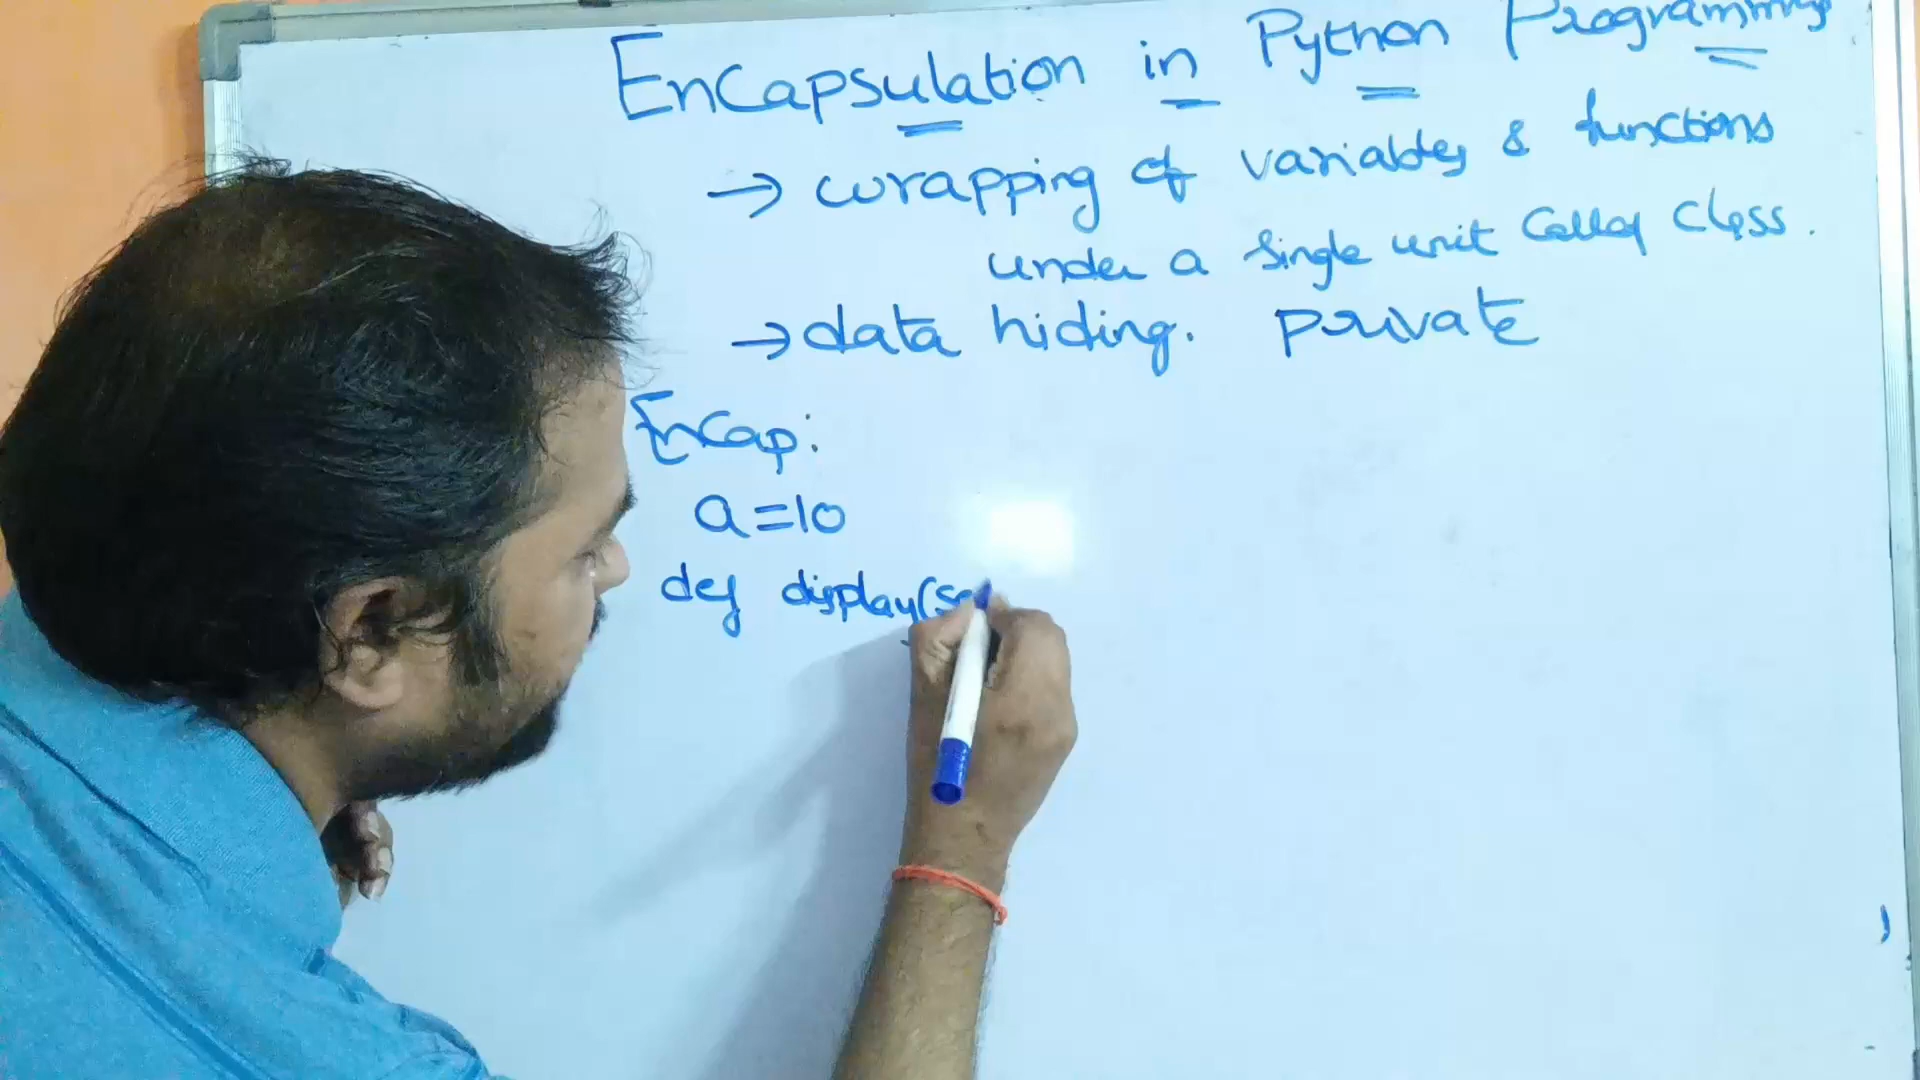 Encapsulation in Python Programming
→ wrapping of variables & functions
under a single unit called class.
→ data hiding. private
Encap:
a=10
def display(se